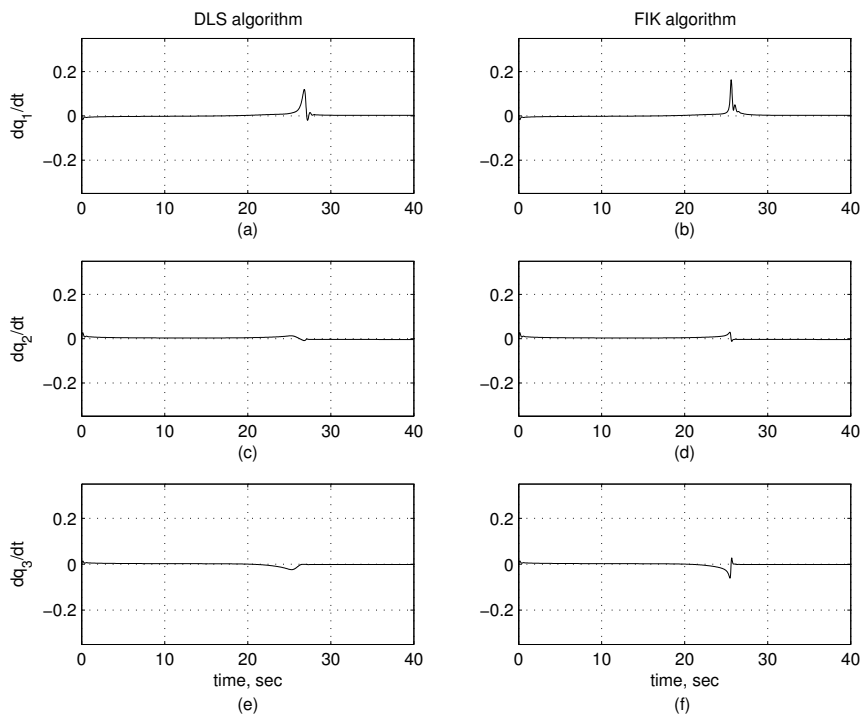 DLS algorithm
FIK algorithm
dq1/dt
0.2
0
−0.2
0 10 20 30 40
(a)
0.2
0
−0.2
0 10 20 30 40
(b)
dq2/dt
0.2
0
−0.2
0 10 20 30 40
(c)
0.2
0
−0.2
0 10 20 30 40
(d)
dq3/dt
0.2
0
−0.2
0 10 20 30 40
time, sec
(e)
0.2
0
−0.2
0 10 20 30 40
time, sec
(f)